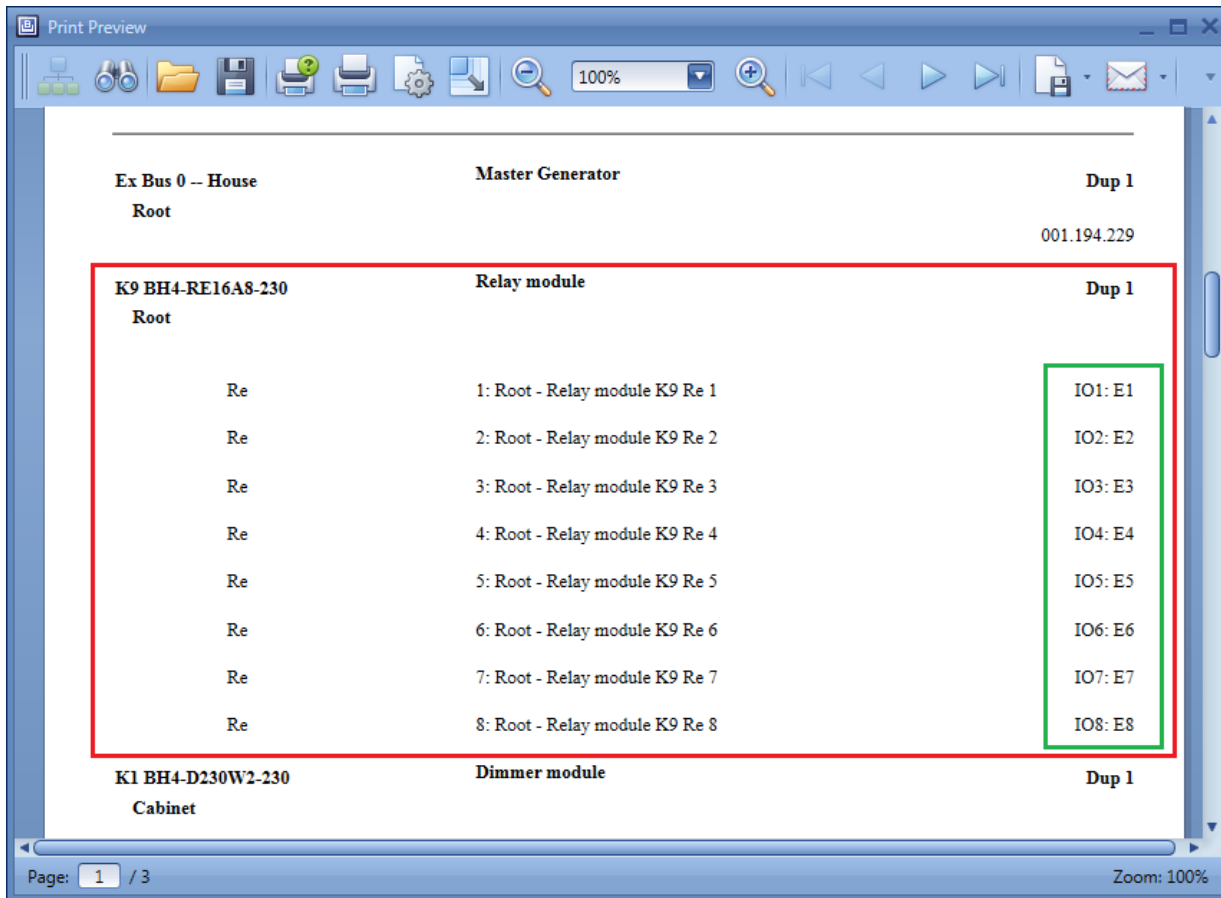 Print Preview
100%
Ex Bus 0 -- House Master Generator Dup 1
Root
001.194.229
K9 BH4-RE16A8-230 Relay module Dup 1
Root
Re 1: Root - Relay module K9 Re 1 IO1: E1
Re 2: Root - Relay module K9 Re 2 IO2: E2
Re 3: Root - Relay module K9 Re 3 IO3: E3
Re 4: Root - Relay module K9 Re 4 IO4: E4
Re 5: Root - Relay module K9 Re 5 IO5: E5
Re 6: Root - Relay module K9 Re 6 IO6: E6
Re 7: Root - Relay module K9 Re 7 IO7: E7
Re 8: Root - Relay module K9 Re 8 IO8: E8
K1 BH4-D230W2-230 Dimmer module Dup 1
Cabinet
Page: 1 / 3 Zoom: 100%